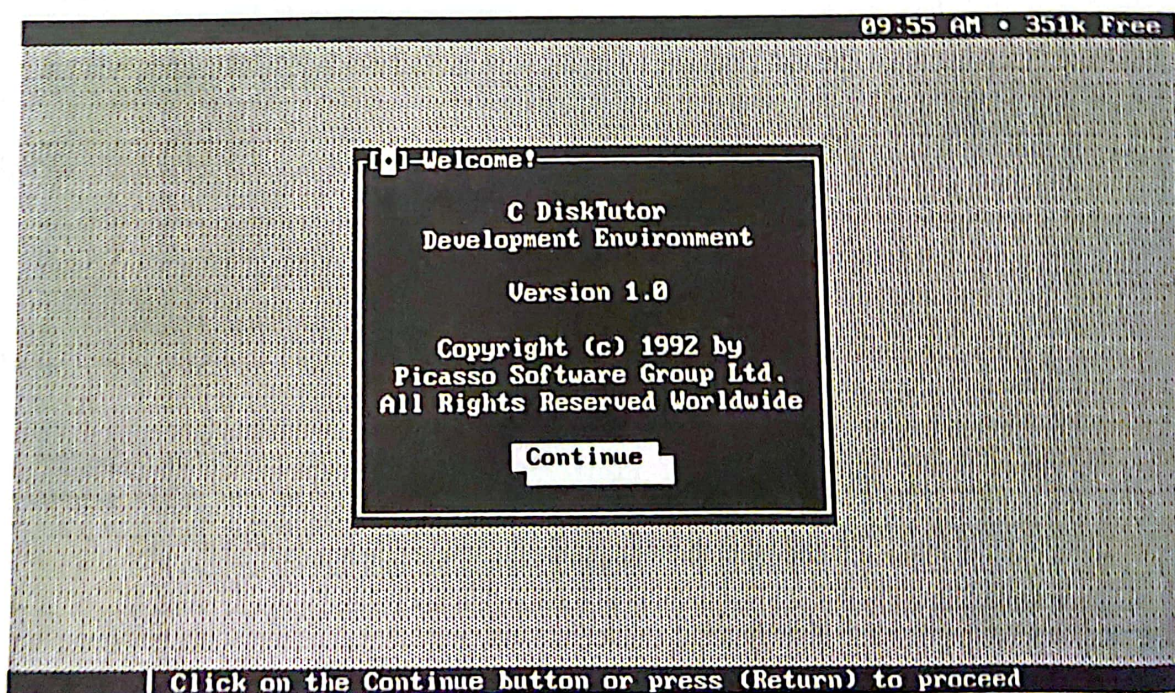 09:55 AM • 351k Free
[•] Welcome!
C DiskTutor
Development Environment
Version 1.0
Copyright (c) 1992 by
Picasso Software Group Ltd.
All Rights Reserved Worldwide
Continue
Click on the Continue button or press (Return) to proceed